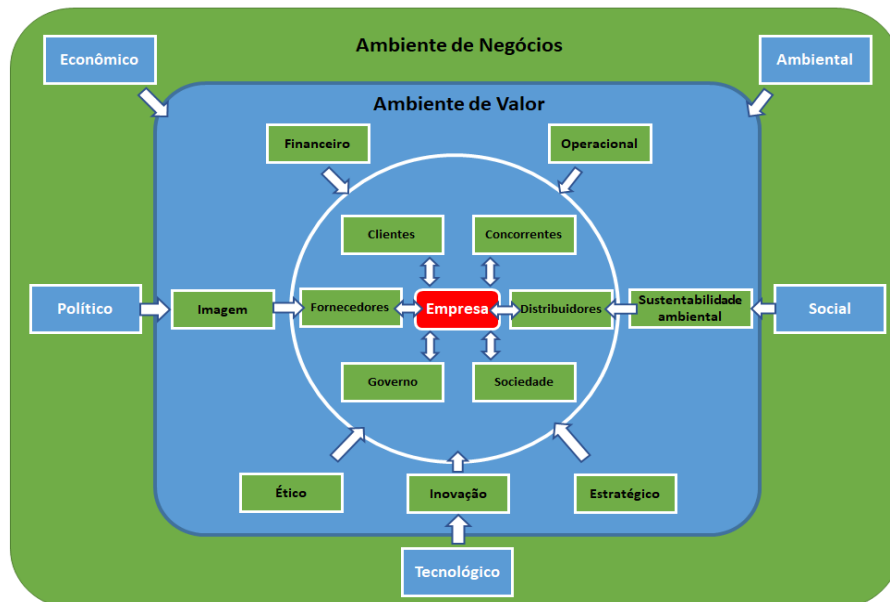 Ambiente de Negócios
Econômico
Ambiental
Ambiente de Valor
Financeiro
Operacional
Clientes
Concorrentes
Político
Imagem
Fornecedores
Empresa
Distribuidores
Sustentabilidade
ambiental
Social
Governo
Sociedade
Ético
Inovação
Estratégico
Tecnológico